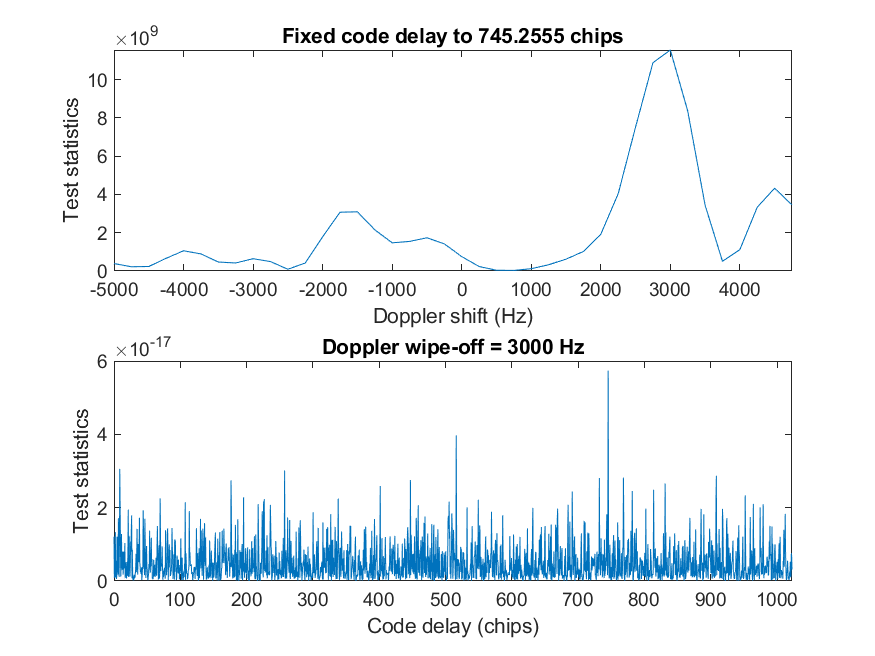 ×10^9
Fixed code delay to 745.2555 chips
10
8
6
4
2
0
Test statistics
-5000 -4000 -3000 -2000 -1000 0 1000 2000 3000 4000
Doppler shift (Hz)
×10^-17
Doppler wipe-off = 3000 Hz
6
4
2
0
Test statistics
0 100 200 300 400 500 600 700 800 900 1000
Code delay (chips)